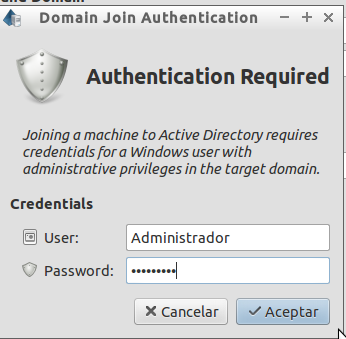 Domain Join Authentication
Authentication Required
Joining a machine to Active Directory requires
credentials for a Windows user with
administrative privileges in the target domain.
Credentials
User: Administrador
Password: •••••••••
Cancelar Aceptar